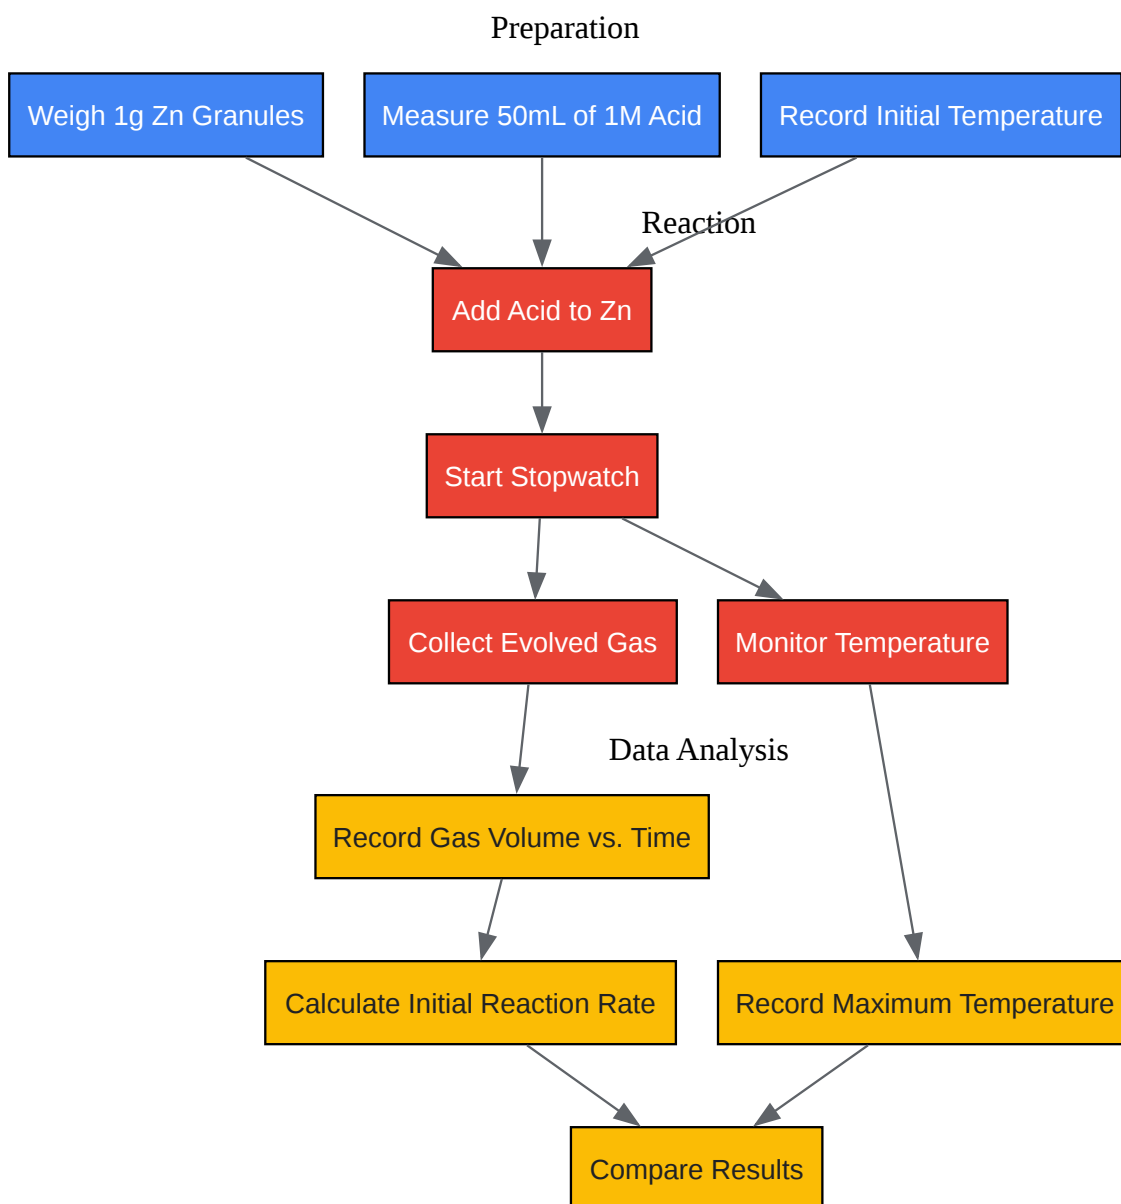 Preparation
Weigh 1g Zn Granules
Measure 50mL of 1M Acid
Record Initial Temperature
Reaction
Add Acid to Zn
Start Stopwatch
Collect Evolved Gas
Monitor Temperature
Data Analysis
Record Gas Volume vs. Time
Calculate Initial Reaction Rate
Record Maximum Temperature
Compare Results